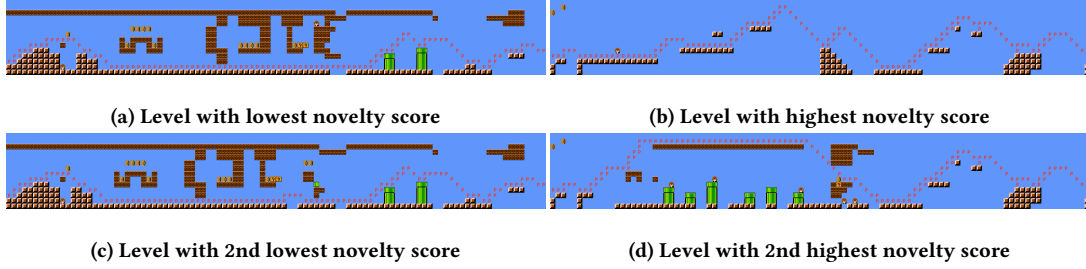 (a) Level with lowest novelty score
(b) Level with highest novelty score
(c) Level with 2nd lowest novelty score
(d) Level with 2nd highest novelty score